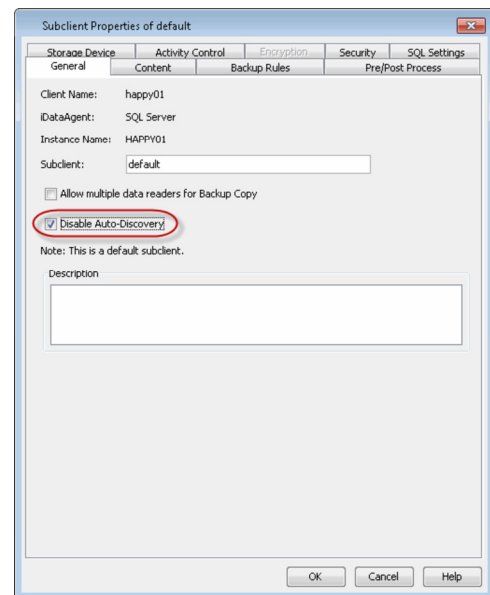 Subclient Properties of default
Storage Device Activity Control Encryption Security SQL Settings
General Content Backup Rules Pre/Post Process
Client Name: happy01
iDataAgent: SQL Server
Instance Name: HAPPY01
Subclient: default
Allow multiple data readers for Backup Copy
Disable Auto-Discovery
Note: This is a default subclient.
Description
OK Cancel Help